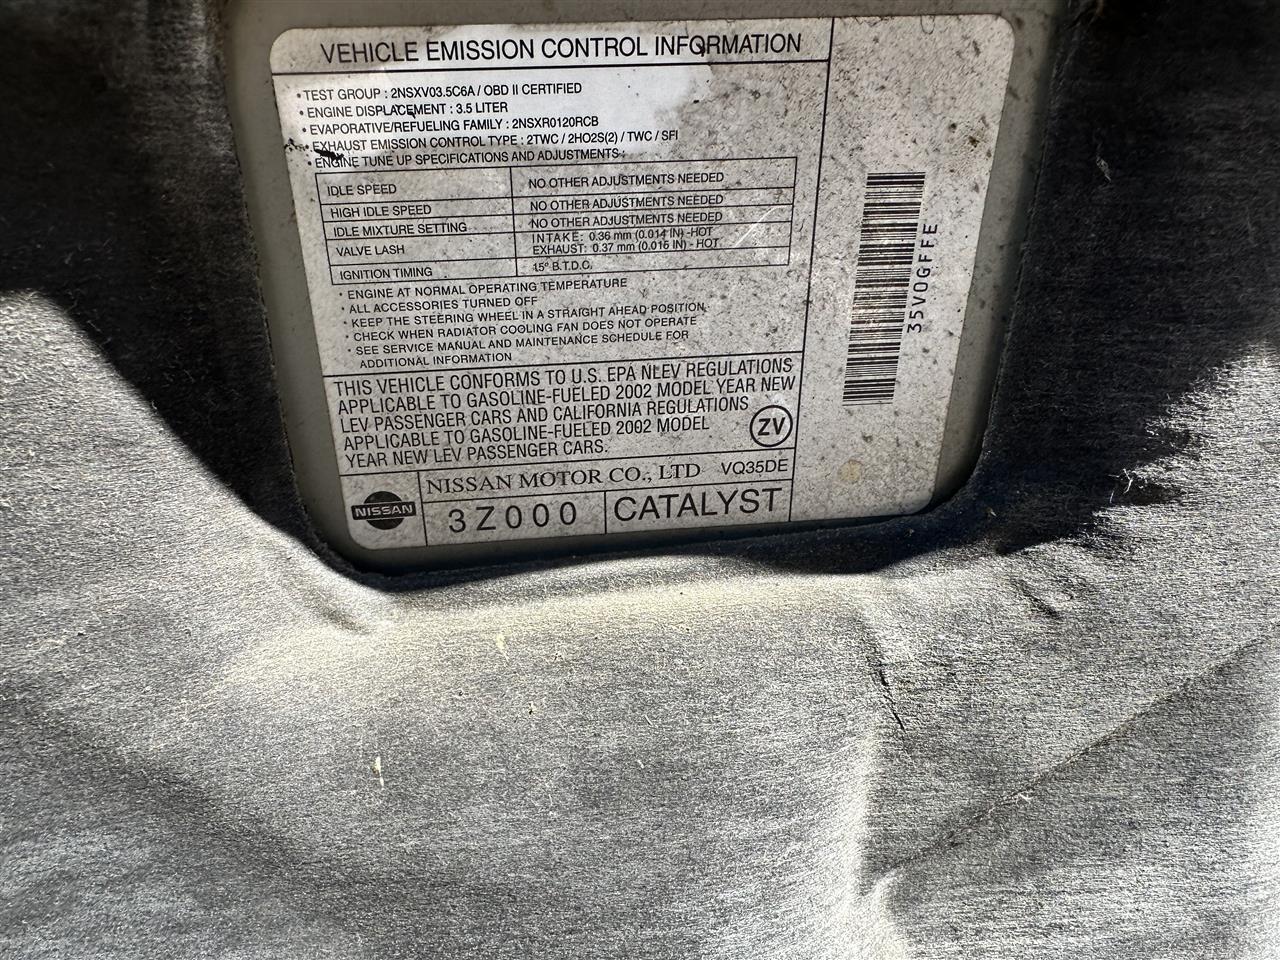 VEHICLE EMISSION CONTROL INFORMATION
• TEST GROUP : 2NSXV03.5C6A / OBD II CERTIFIED
• ENGINE DISPLACEMENT : 3.5 LITER
• EVAPORATIVE/REFUELING FAMILY : 2NSXR0120RCB
• EXHAUST EMISSION CONTROL TYPE : 2TWC / 2HO2S(2) / TWC / SFI
• ENGINE TUNE UP SPECIFICATIONS AND ADJUSTMENTS :
IDLE SPEED NO OTHER ADJUSTMENTS NEEDED
HIGH IDLE SPEED NO OTHER ADJUSTMENTS NEEDED
IDLE MIXTURE SETTING NO OTHER ADJUSTMENTS NEEDED
VALVE LASH INTAKE: 0.36 mm (0.014 IN) -HOT
EXHAUST: 0.37 mm (0.015 IN) - HOT
IGNITION TIMING 15° B.T.D.C.
• ENGINE AT NORMAL OPERATING TEMPERATURE
• ALL ACCESSORIES TURNED OFF
• KEEP THE STEERING WHEEL IN A STRAIGHT AHEAD POSITION.
• CHECK WHEN RADIATOR COOLING FAN DOES NOT OPERATE
• SEE SERVICE MANUAL AND MAINTENANCE SCHEDULE FOR
ADDITIONAL INFORMATION
THIS VEHICLE CONFORMS TO U.S. EPA NLEV REGULATIONS
APPLICABLE TO GASOLINE-FUELED 2002 MODEL YEAR NEW
LEV PASSENGER CARS AND CALIFORNIA REGULATIONS
APPLICABLE TO GASOLINE-FUELED 2002 MODEL
YEAR NEW LEV PASSENGER CARS.
ZV
NISSAN
NISSAN MOTOR CO., LTD VQ35DE
3Z000 CATALYST
35V0GFFE